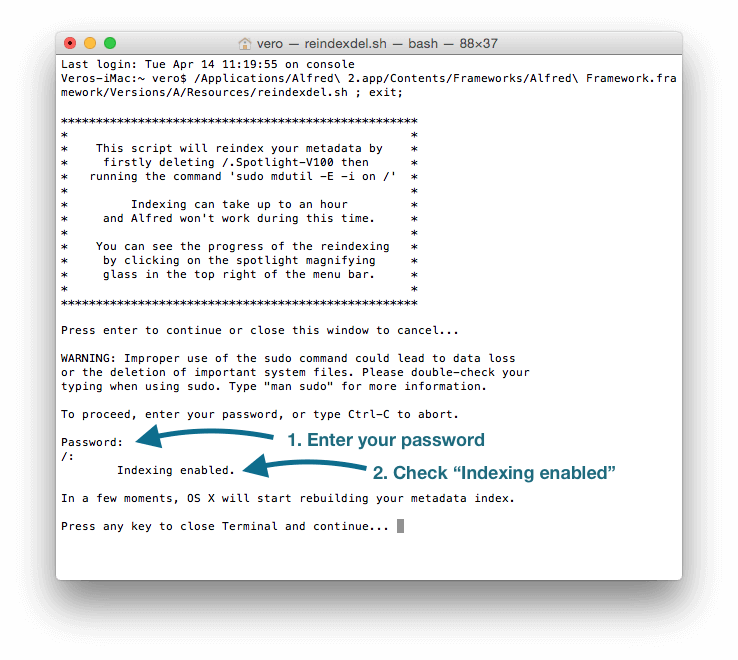 vero — reindexdel.sh — bash — 88×37
Last login: Tue Apr 14 11:19:55 on console
Veros-iMac:~ vero$ /Applications/Alfred\ 2.app/Contents/Frameworks/Alfred\ Framework.fra
mework/Versions/A/Resources/reindexdel.sh ; exit;
***************************************************
*                                                 *
*    This script will reindex your metadata by    *
*     firstly deleting /.Spotlight-V100 then      *
*   running the command 'sudo mdutil -E -i on /'  *
*                                                 *
*         Indexing can take up to an hour         *
*     and Alfred won't work during this time.     *
*                                                 *
*    You can see the progress of the reindexing   *
*     by clicking on the spotlight magnifying     *
*     glass in the top right of the menu bar.     *
*                                                 *
***************************************************
Press enter to continue or close this window to cancel...
WARNING: Improper use of the sudo command could lead to data loss
or the deletion of important system files. Please double-check your
typing when using sudo. Type "man sudo" for more information.
To proceed, enter your password, or type Ctrl-C to abort.
Password:
1. Enter your password
/:
Indexing enabled.
2. Check “Indexing enabled”
In a few moments, OS X will start rebuilding your metadata index.
Press any key to close Terminal and continue...